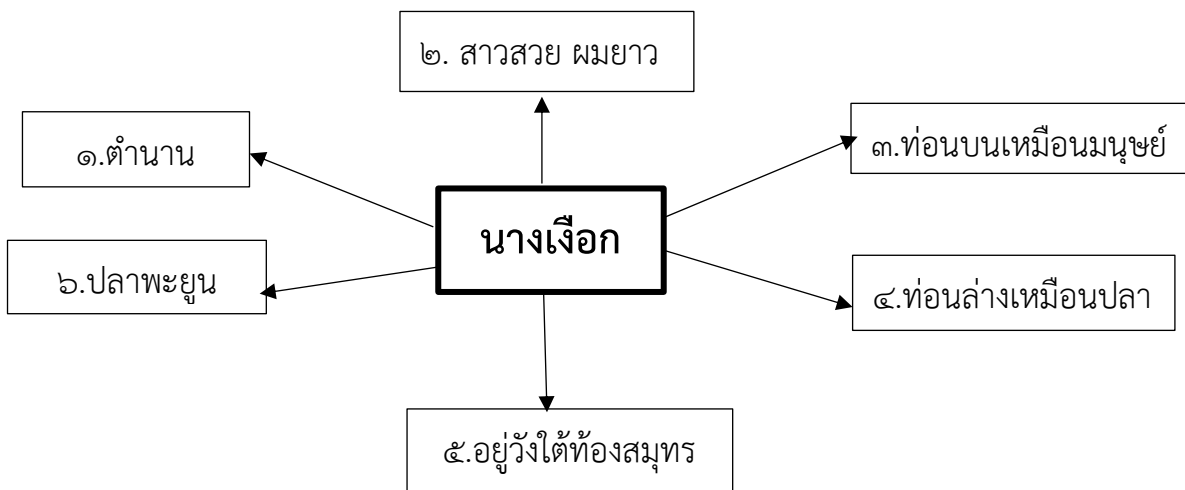 ๒. สาวสวย ผมยาว
๑.ตำนาน
๓.ท่อนบนเหมือนมนุษย์
นางเงือก
๖.ปลาพะยูน
๔.ท่อนล่างเหมือนปลา
๕.อยู่วังใต้ท้องสมุทร